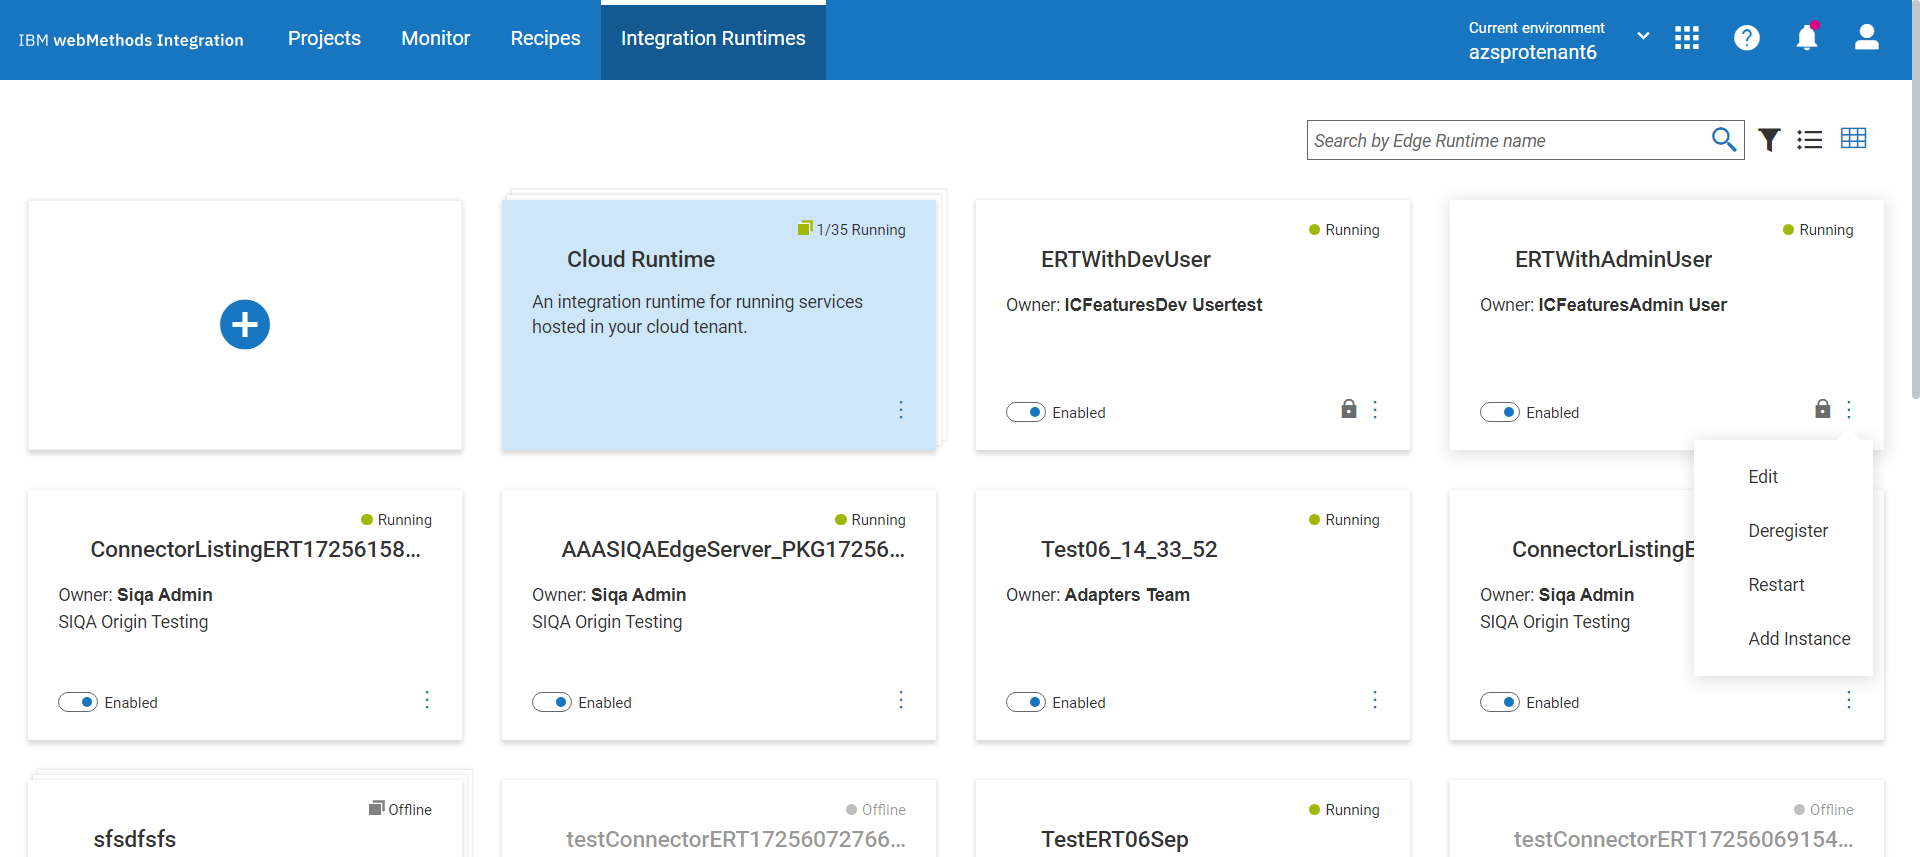 IBM webMethods Integration
Projects
Monitor
Recipes
Integration Runtimes
Current environment
azsprotenant6
Search by Edge Runtime name
1/35 Running
Cloud Runtime
An integration runtime for running services
hosted in your cloud tenant.
Running
ERTWithDevUser
Owner: ICFeaturesDev Usertest
Enabled
Running
ERTWithAdminUser
Owner: ICFeaturesAdmin User
Enabled
Edit
Deregister
Restart
Add Instance
Running
ConnectorListingERT17256158...
Owner: Siqa Admin
SIQA Origin Testing
Enabled
Running
AAASIQAEdgeServer_PKG17256...
Owner: Siqa Admin
SIQA Origin Testing
Enabled
Running
Test06_14_33_52
Owner: Adapters Team
Enabled
ConnectorListingE
Owner: Siqa Admin
SIQA Origin Testing
Enabled
Offline
sfsdfsfs
Offline
testConnectorERT17256072766...
Running
TestERT06Sep
Offline
testConnectorERT17256069154...